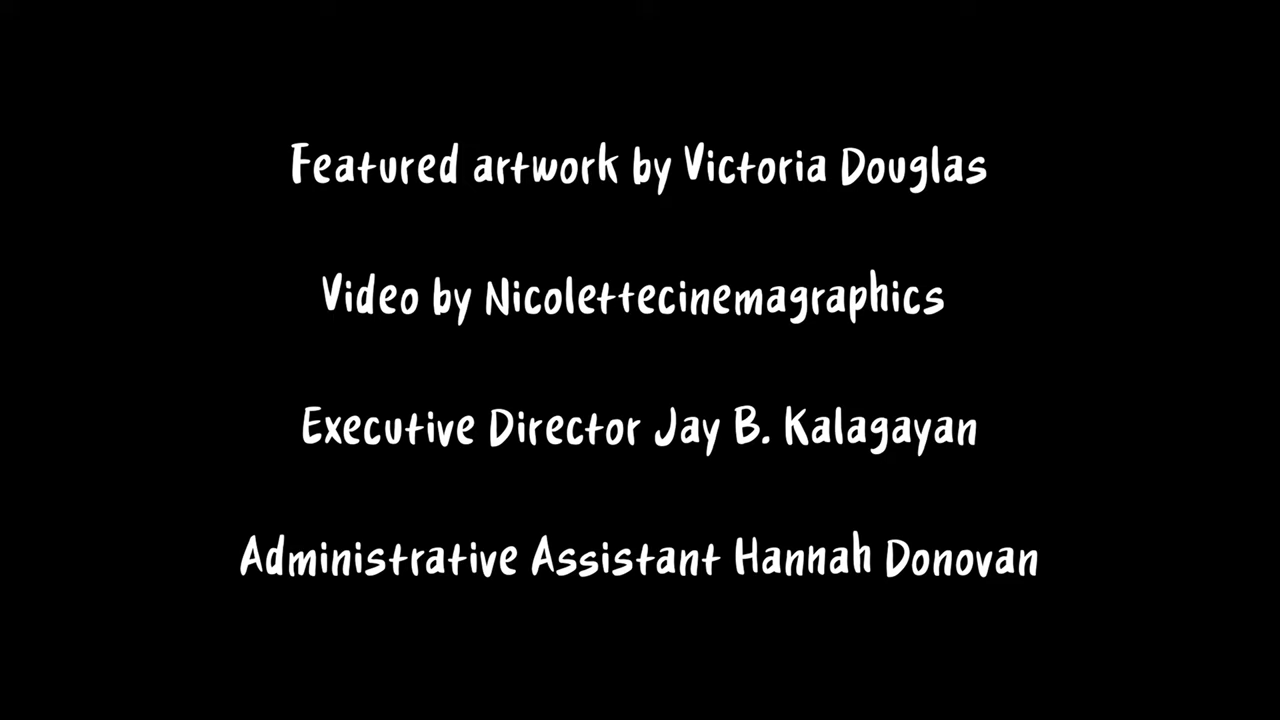 Featured artwork by Victoria Douglas
Video by Nicolettecinemagraphics
Executive Director Jay B. Kalagayan
Administrative Assistant Hannah Donovan